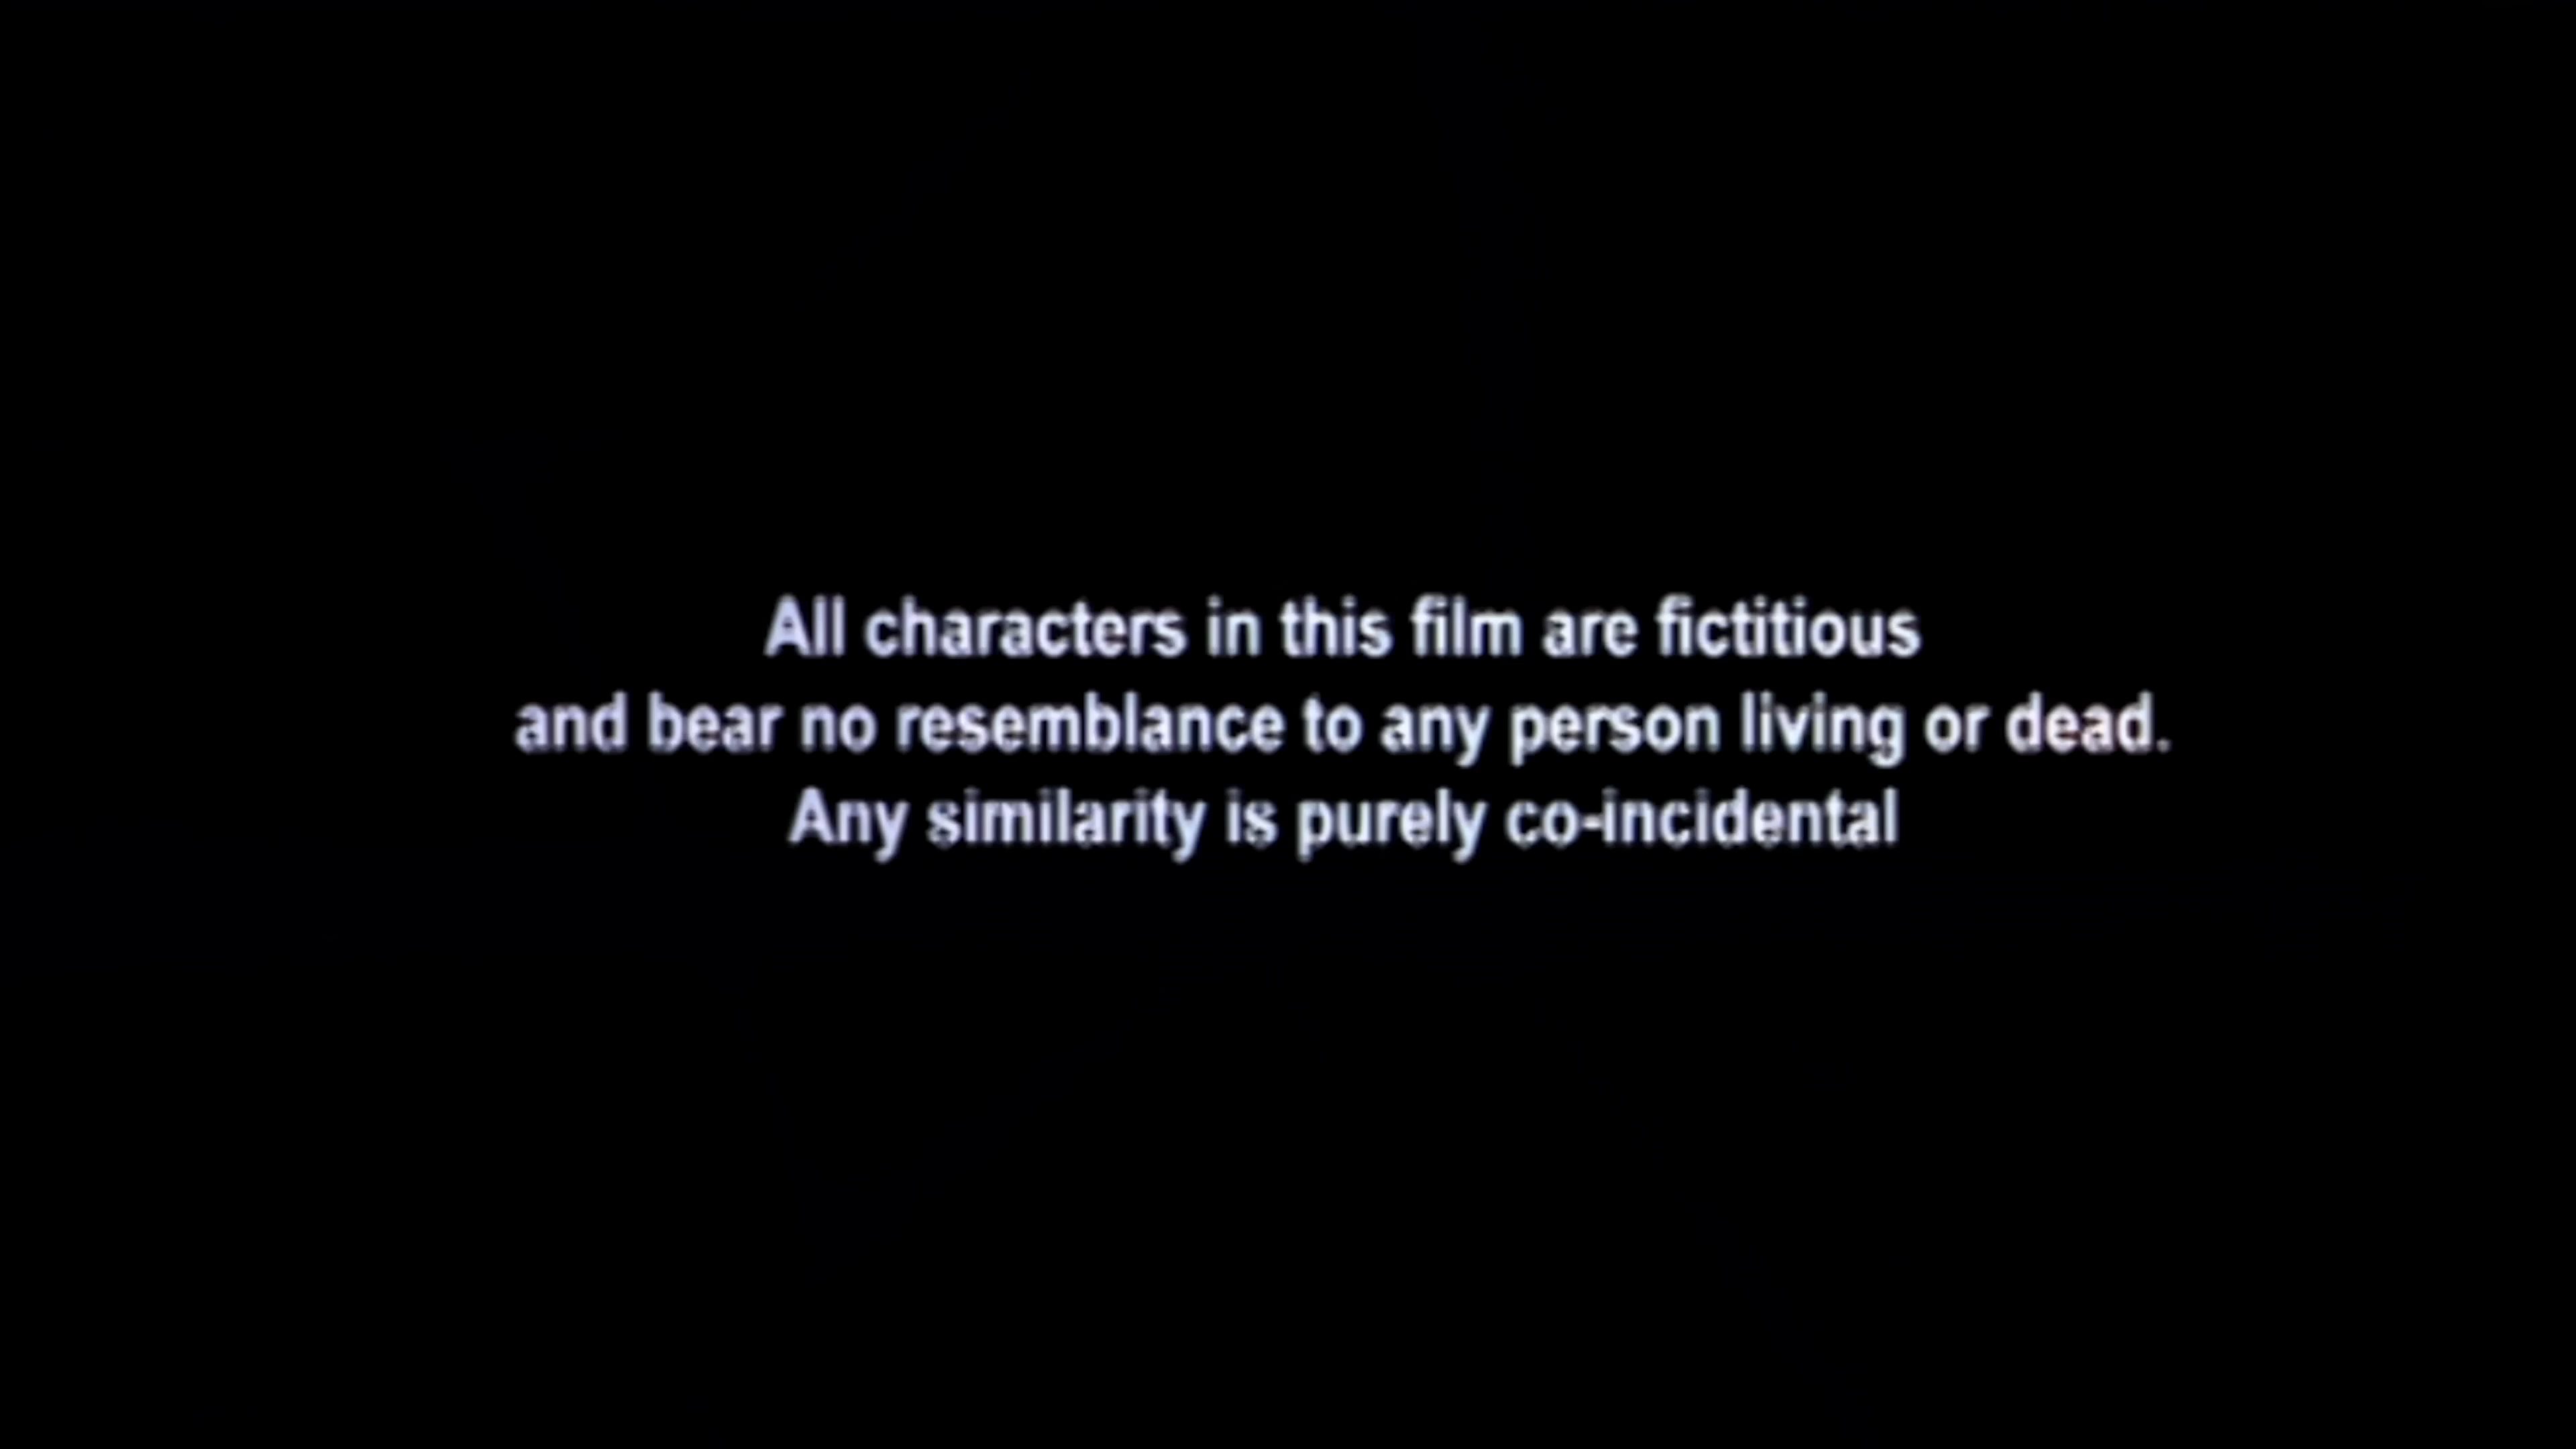 All characters in this film are fictitious
and bear no resemblance to any person living or dead.
Any similarity is purely co-incidental